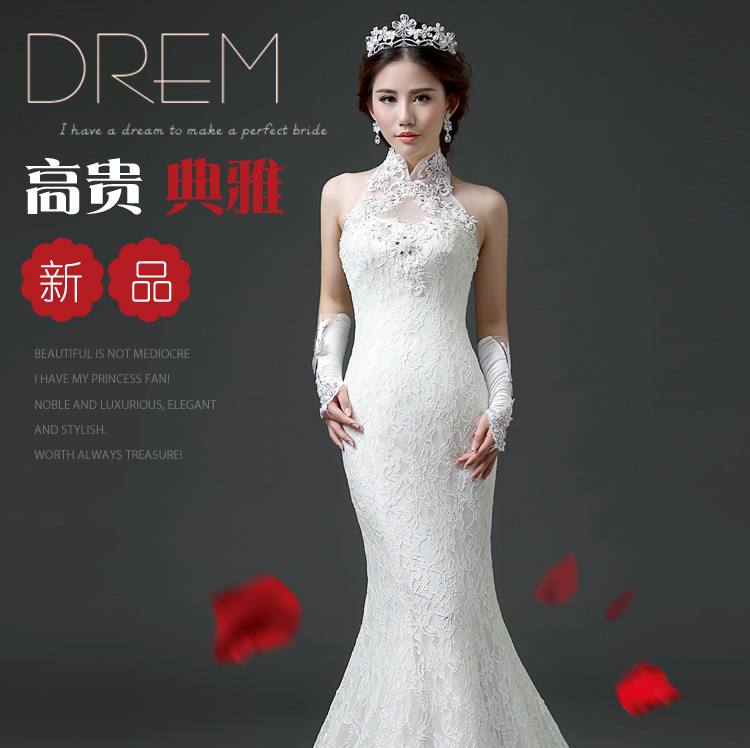 DREM
I have a dream to make a perfect bride
高贵 典雅
新 品
BEAUTIFUL IS NOT MEDIOCRE
I HAVE MY PRINCESS FAN!
NOBLE AND LUXURIOUS, ELEGANT
AND STYLISH.
WORTH ALWAYS TREASURE!